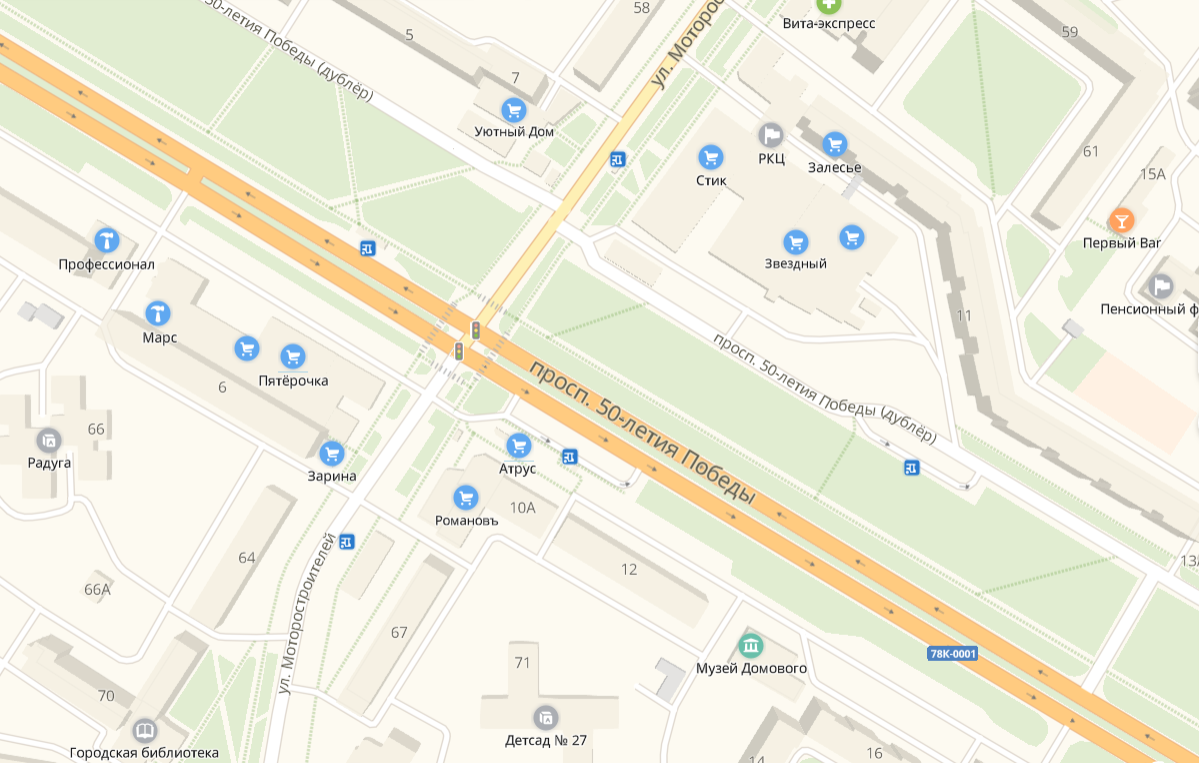 58
50-летия Победы (дублёр)
5
ул. Моторос
Вита-экспресс
59
7
Уютный Дом
РКЦ
Залесье
Стик
61
15А
Первый Bar
Звездный
Профессионал
Пенсионный ф
11
Марс
Пятёрочка
6
просп. 50-летия Победы (дублёр)
просп. 50-летия Победы
66
Радуга
Зарина
Атрус
Романовъ
10А
64
12
66А
67
ул. Моторостроителей
78К-0001
71
Музей Домового
70
Городская библиотека
Детсад № 27
14
16